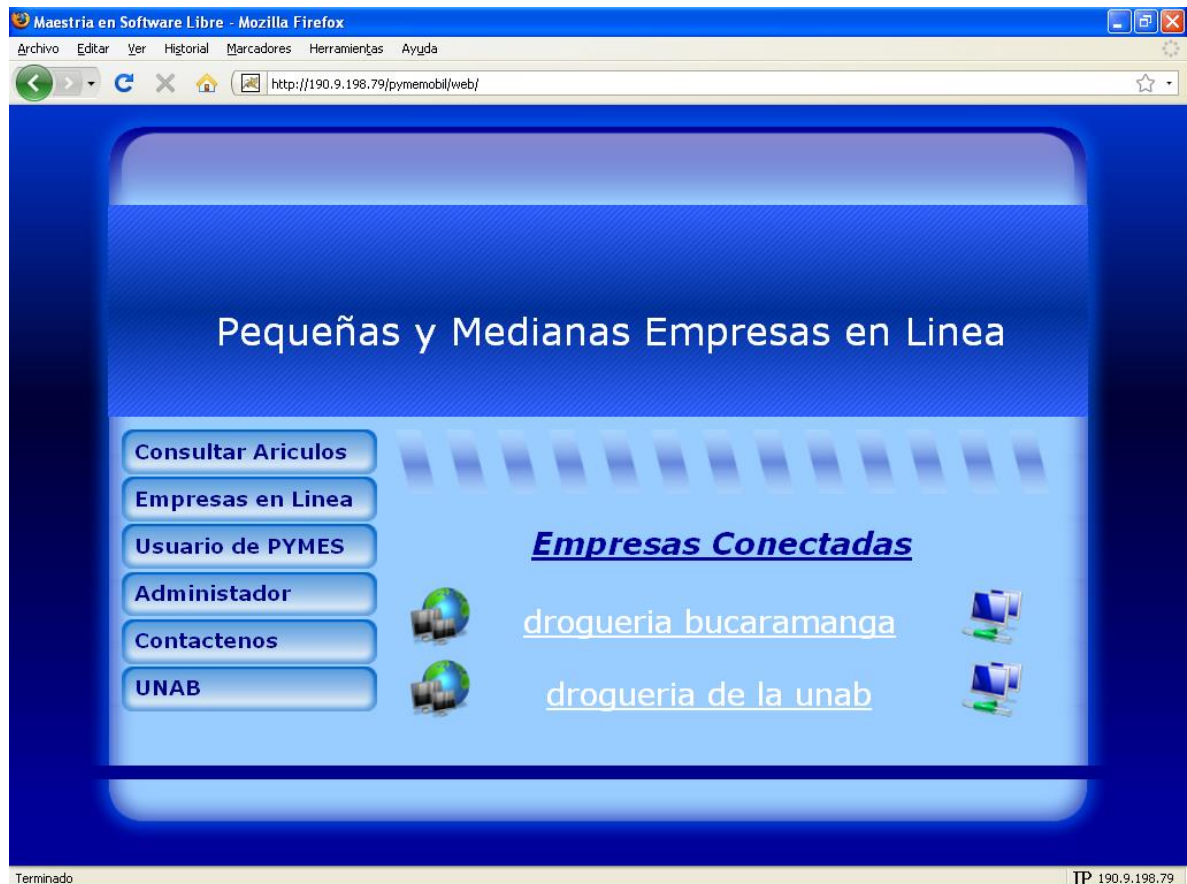 Maestria en Software Libre - Mozilla Firefox
Archivo Editar Ver Historial Marcadores Herramientas Ayuda
http://190.9.198.79/pymemobil/web/
Pequeñas y Medianas Empresas en Linea
Consultar Ariculos
Empresas en Linea
Usuario de PYMES
Administador
Contactenos
UNAB
Empresas Conectadas
drogueria bucaramanga
drogueria de la unab
Terminado
IP 190.9.198.79